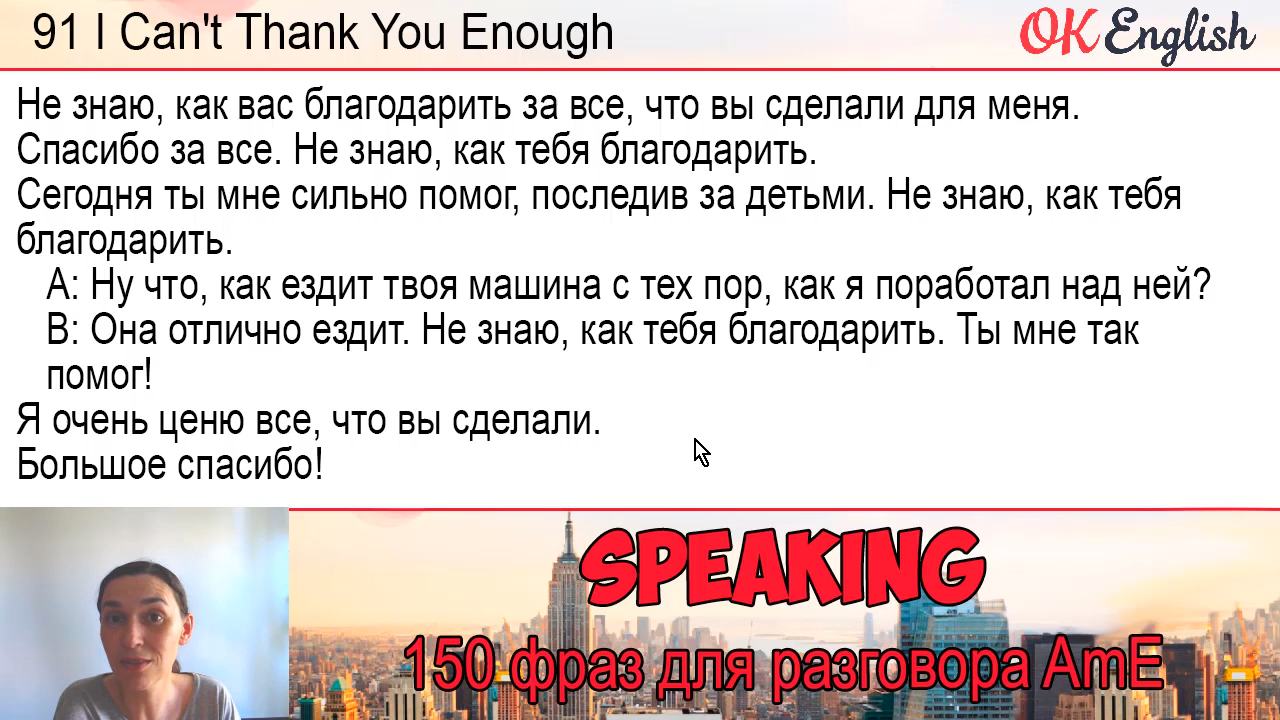 91 I Can't Thank You Enough
OK English
Не знаю, как вас благодарить за все, что вы сделали для меня.
Спасибо за все. Не знаю, как тебя благодарить.
Сегодня ты мне сильно помог, последив за детьми. Не знаю, как тебя
благодарить.
A: Ну что, как ездит твоя машина с тех пор, как я поработал над ней?
B: Она отлично ездит. Не знаю, как тебя благодарить. Ты мне так
помог!
Я очень ценю все, что вы сделали.
Большое спасибо!
SPEAKING
150 фраз для разговора AmE